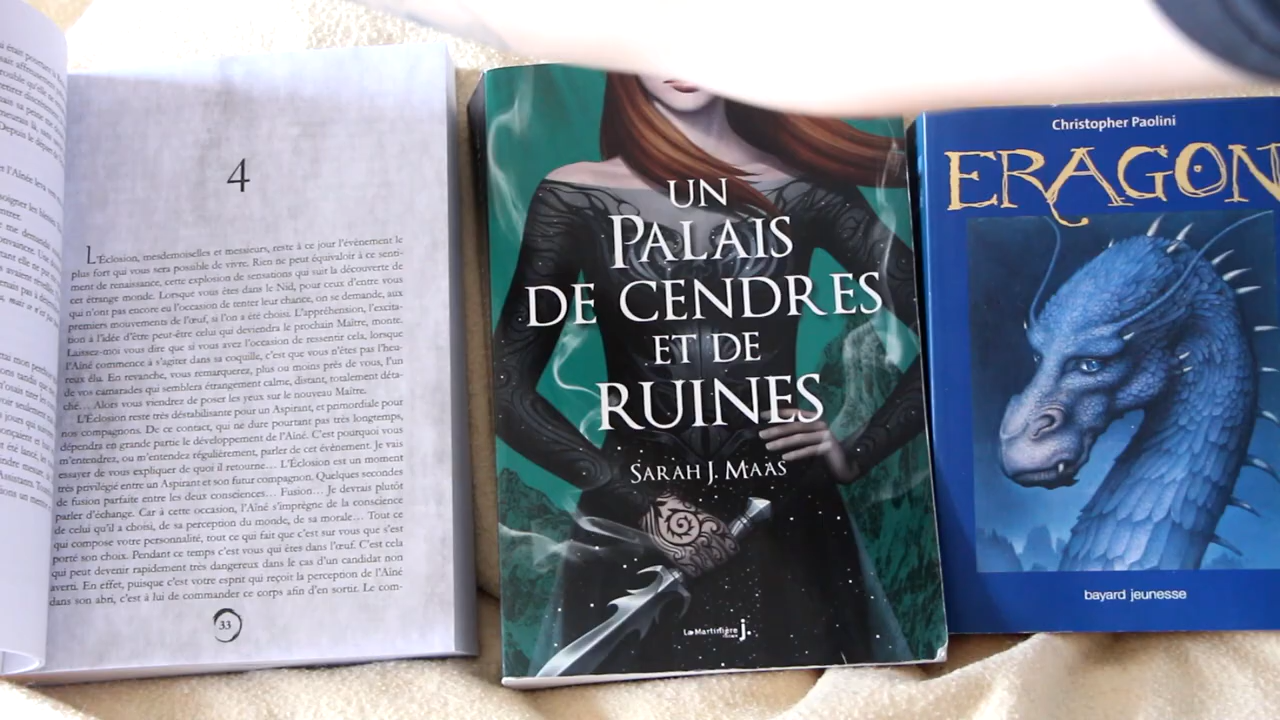 4
L'Éclosion, mesdemoiselles et messieurs, reste à ce jour l'évènement le
plus fort qui vous sera possible de vivre. Rien ne peut équivaloir à ce senti-
ment de renaissance, cette explosion de sensations qui suit la découverte de
cet étrange monde. Lorsque vous êtes dans le Nid, pour ceux d'entre vous
qui n'ont pas encore eu l'occasion de tenter leur chance, on se demande, aux
premiers mouvements de l'œuf, si l'on a été choisi. L'appréhension, l'excita-
tion à l'idée d'être peut-être celui qui deviendra le prochain Maître, monte.
Laissez-moi vous dire que si vous avez l'occasion de ressentir cela, lorsque
l'Aîné commence à s'agiter dans sa coquille, c'est que vous n'êtes pas l'heu-
reux élu. En revanche, vous remarquerez, plus ou moins près de vous, l'un
de vos camarades qui semblera étrangement calme, distant, totalement déta-
ché... Alors vous viendrez de poser les yeux sur le nouveau Maître.
L'Éclosion reste très déstabilisante pour un Aspirant, et primordiale pour
nos compagnons. De ce contact, qui ne dure pourtant pas très longtemps,
dépendra en grande partie le développement de l'Aîné. C'est pourquoi vous
m'entendrez, ou m'entendez régulièrement, parler de cet évènement. Je vais
essayer de vous expliquer de quoi il retourne... L'Éclosion est un moment
très privilégié entre un Aspirant et son futur compagnon. Quelques secondes
de fusion parfaite entre les deux consciences... Fusion... Je devrais plutôt
parler d'échange. Car à cette occasion, l'Aîné s'imprègne de la conscience
de celui qu'il a choisi, de sa perception du monde, de sa morale... Tout ce
qui compose votre personnalité, tout ce qui fait que c'est sur vous que s'est
porté son choix. Pendant ce temps c'est vous qui êtes dans l'œuf. C'est cela
qui peut devenir rapidement très dangereux dans le cas d'un candidat non
averti. En effet, puisque c'est votre esprit qui reçoit la perception de l'Aîné
dans son abri, c'est à lui de commander ce corps afin d'en sortir. Le com-
33
UN
PALAIS
DE CENDRES
ET DE
RUINES
SARAH J. MAAS
La Martinière J.
Christopher Paolini
ERAGON
bayard jeunesse